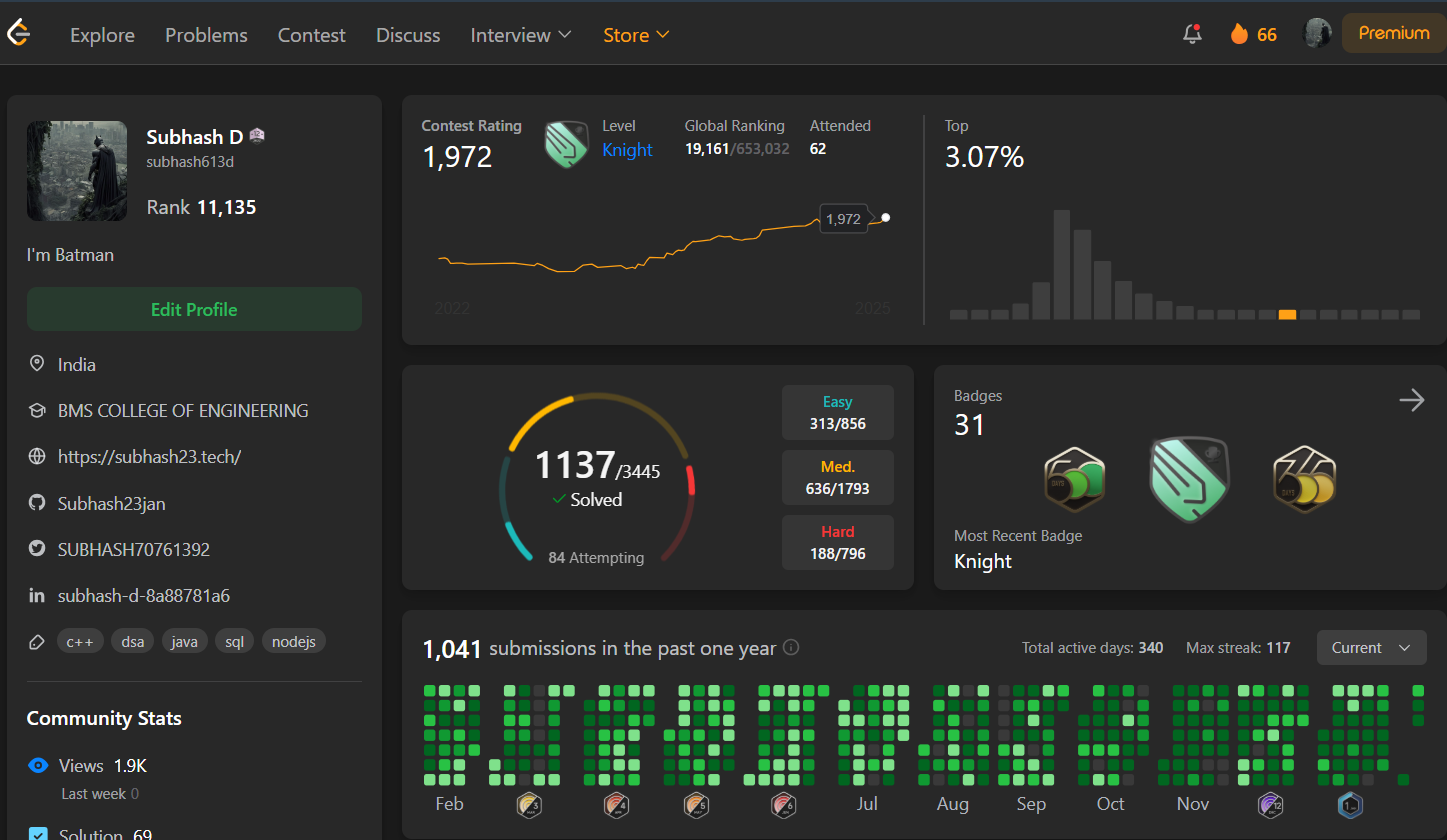 Explore Problems Contest Discuss Interview Store 66 Premium
Subhash D
subhash613d
Rank 11,135
I'm Batman
Edit Profile
India
BMS COLLEGE OF ENGINEERING
https://subhash23.tech/
Subhash23jan
SUBHASH70761392
subhash-d-8a88781a6
c++ dsa java sql nodejs
Community Stats
Views 1.9K
Last week 0
Solution 69
Contest Rating
1,972
Level
Knight
Global Ranking
19,161/653,032
Attended
62
1,972
2022 2025
Top
3.07%
1137/3445
Solved
84 Attempting
Easy
313/856
Med.
636/1793
Hard
188/796
Badges
31
Most Recent Badge
Knight
1,041 submissions in the past one year Total active days: 340 Max streak: 117 Current
Feb Jul Aug Sep Oct Nov